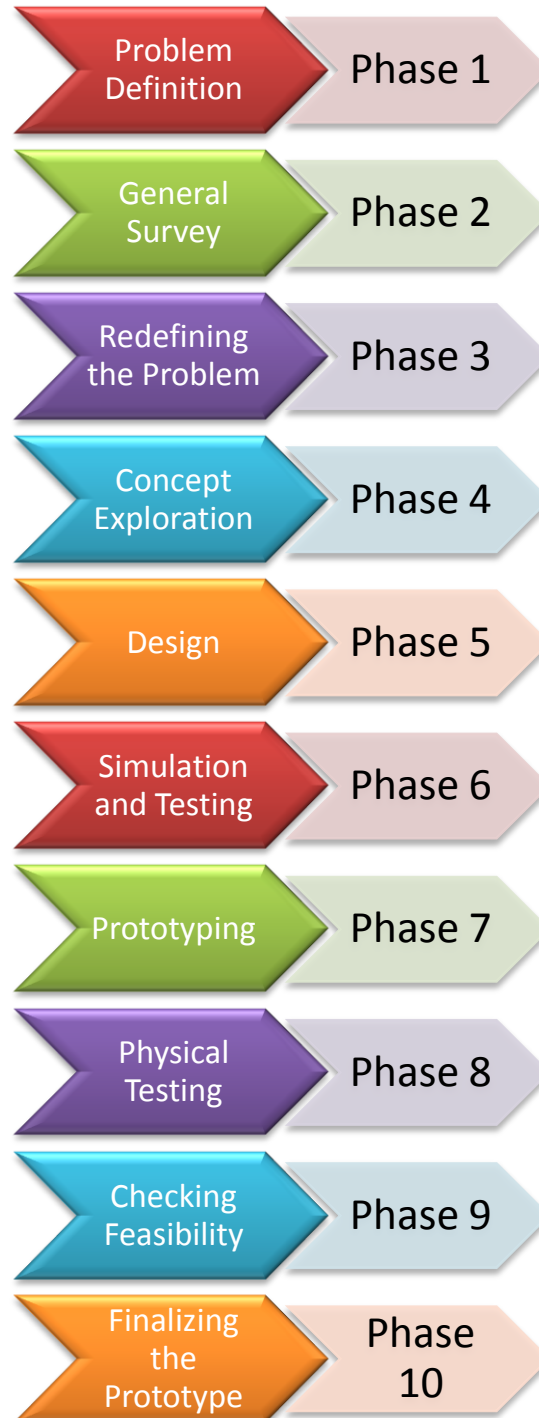 Problem
Definition
Phase 1
General
Survey
Phase 2
Redefining
the Problem
Phase 3
Concept
Exploration
Phase 4
Design
Phase 5
Simulation
and Testing
Phase 6
Prototyping
Phase 7
Physical
Testing
Phase 8
Checking
Feasibility
Phase 9
Finalizing
the
Prototype
Phase
10